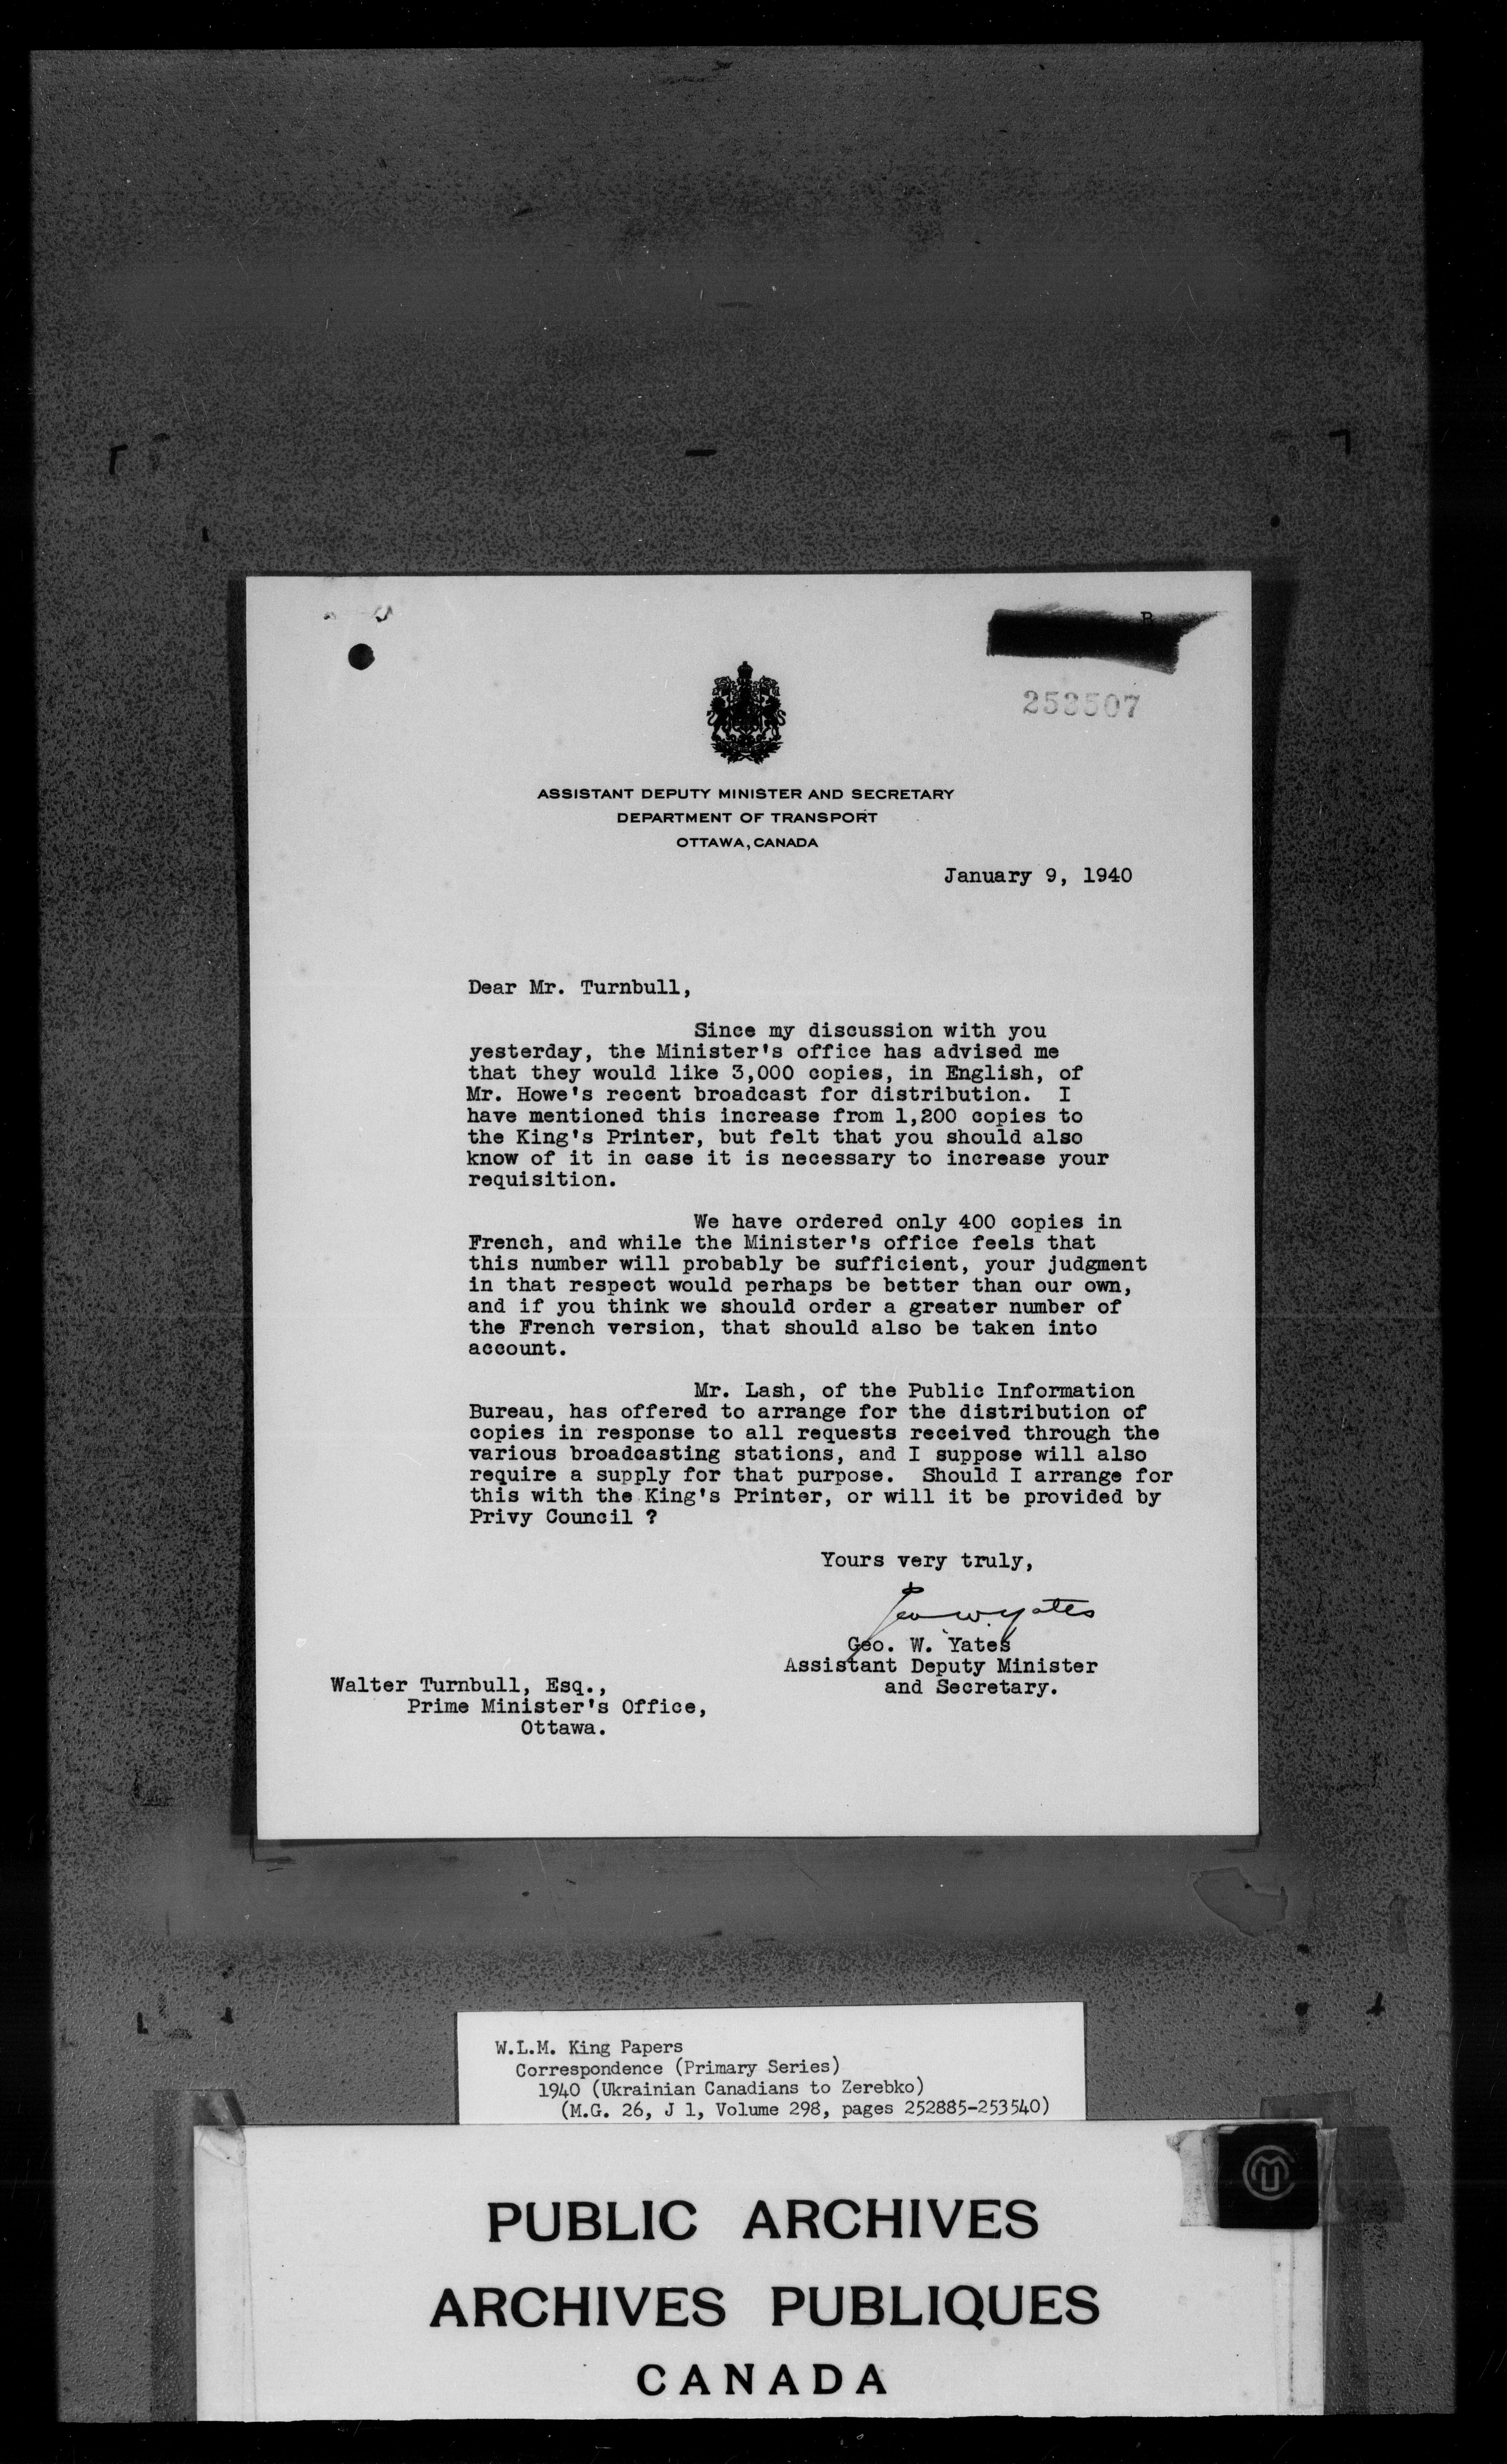 B
253507
ASSISTANT DEPUTY MINISTER AND SECRETARY
DEPARTMENT OF TRANSPORT
OTTAWA, CANADA
January 9, 1940
Dear Mr. Turnbull,
Since my discussion with you
yesterday, the Minister's office has advised me
that they would like 3,000 copies, in English, of
Mr. Howe's recent broadcast for distribution. I
have mentioned this increase from 1,200 copies to
the King's Printer, but felt that you should also
know of it in case it is necessary to increase your
requisition.
We have ordered only 400 copies in
French, and while the Minister's office feels that
this number will probably be sufficient, your judgment
in that respect would perhaps be better than our own,
and if you think we should order a greater number of
the French version, that should also be taken into
account.
Mr. Lash, of the Public Information
Bureau, has offered to arrange for the distribution of
copies in response to all requests received through the
various broadcasting stations, and I suppose will also
require a supply for that purpose. Should I arrange for
this with the King's Printer, or will it be provided by
Privy Council ?
Yours very truly,
Geo W. Yates
Geo. W. Yates
Assistant Deputy Minister
and Secretary.
Walter Turnbull, Esq.,
Prime Minister's Office,
Ottawa.
W.L.M. King Papers
Correspondence (Primary Series)
1940 (Ukrainian Canadians to Zerebko)
(M.G. 26, J 1, Volume 298, pages 252885-253540)
PUBLIC ARCHIVES
ARCHIVES PUBLIQUES
CANADA